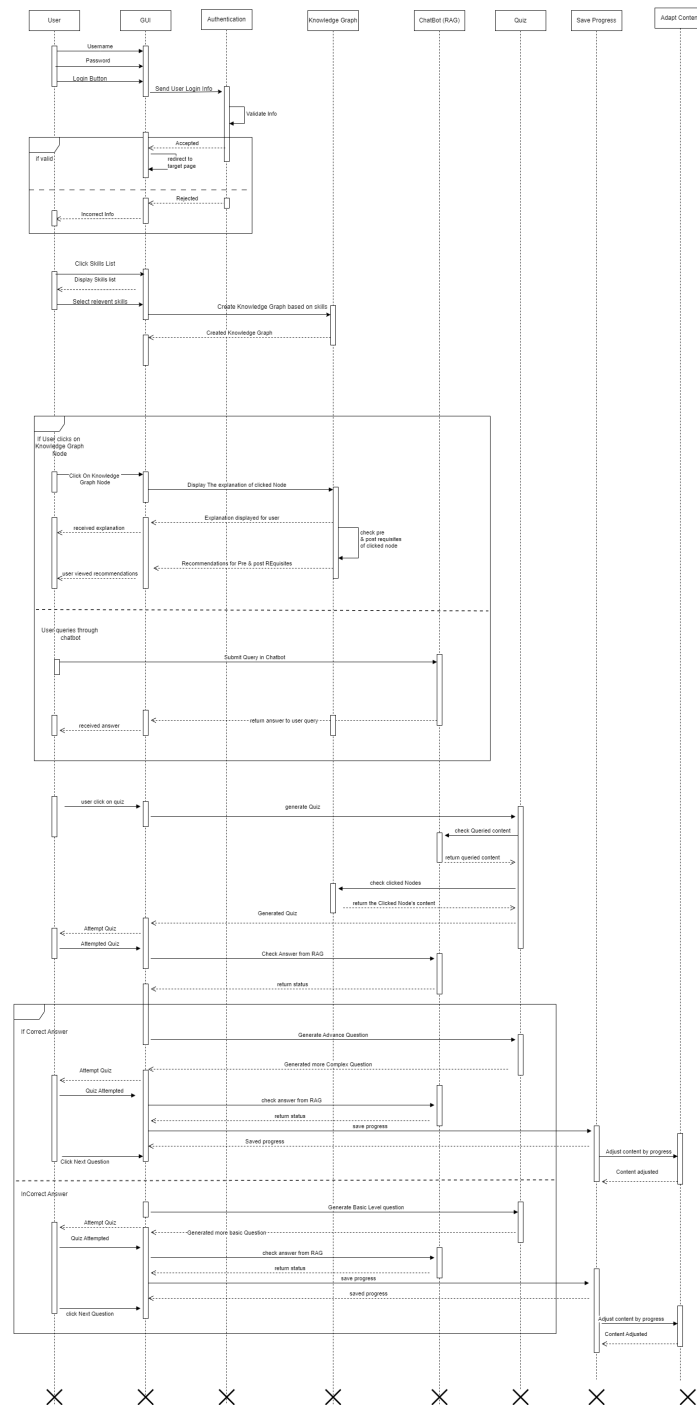 User
GUI
Authentication
Knowledge Graph
ChatBot (RAG)
Quiz
Save Progress
Adapt Content
Username
Password
Login Button
Send User Login Info
Validate Info
Accepted
if valid
redirect to
target page
Rejected
Incorrect Info
Click Skills List
Display Skills list
Select relevent skills
Create Knowledge Graph based on skills
Created Knowledge Graph
If User clicks on
Knowledge Graph
Node
Click On Knowledge
Graph Node
Display The explanation of clicked Node
Explanation displayed for user
received explanation
check pre
& post requisites
of clicked node
Recommendations for Pre & post REquisites
user viewed recommendations
User queries through
chatbot
Submit Query in Chatbot
return answer to user query
received answer
user click on quiz
generate Quiz
check Queried content
return queried content
check clicked Nodes
return the Clicked Node's content
Generated Quiz
Attempt Quiz
Attempted Quiz
Check Answer from RAG
return status
If Correct Answer
Generate Advance Question
Generated more Complex Question
Attempt Quiz
Quiz Attempted
check answer from RAG
return status
save progress
Saved progress
Adjust content by progress
Click Next Question
Content adjusted
InCorrect Answer
Generate Basic Level question
Attempt Quiz
Generated more basic Question
Quiz Attempted
check answer from RAG
return status
save progress
saved progress
click Next Question
Adjust content by progress
Content Adjusted